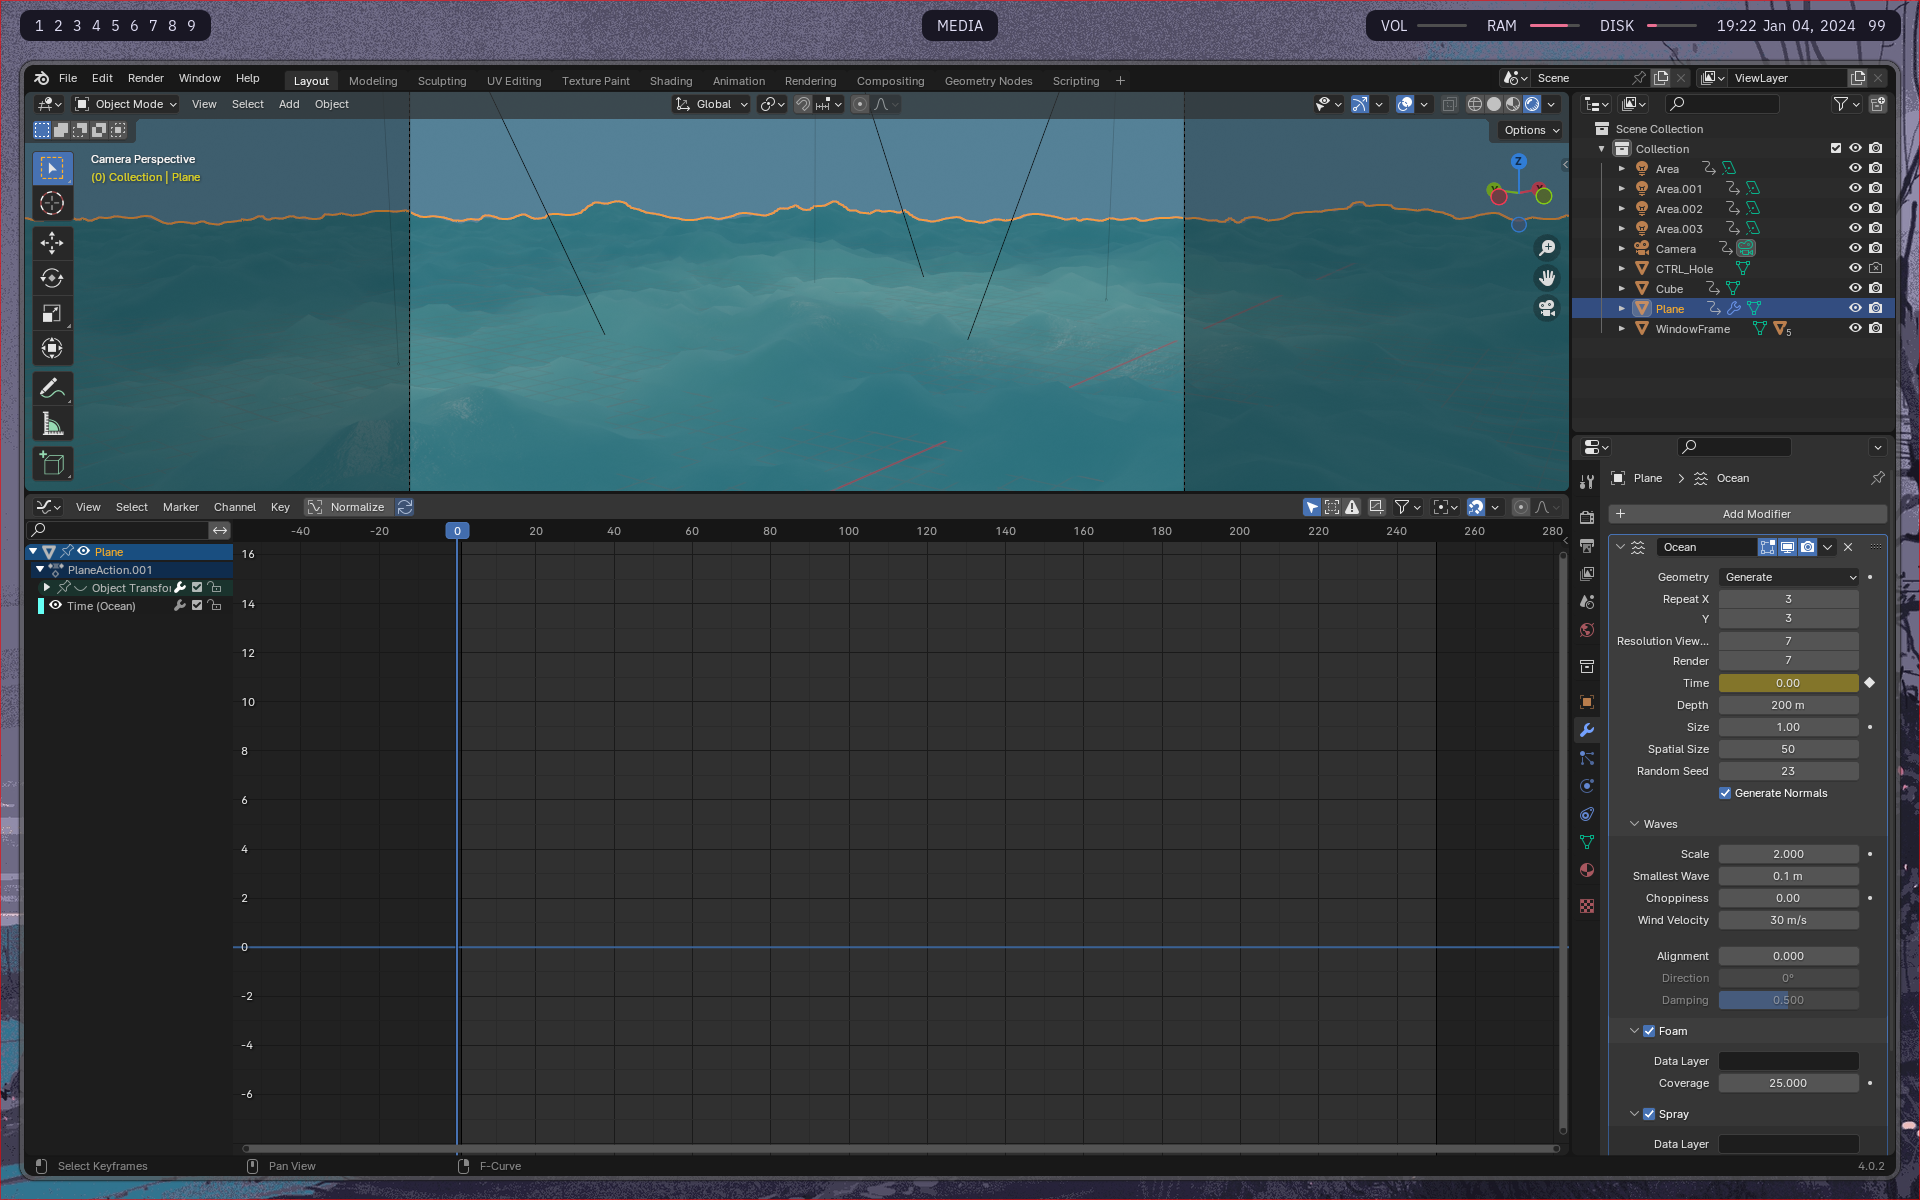 1 2 3 4 5 6 7 8 9
MEDIA
VOL RAM DISK 19:22 Jan 04, 2024 99
File Edit Render Window Help
Layout Modeling Sculpting UV Editing Texture Paint Shading Animation Rendering Compositing Geometry Nodes Scripting +
Scene
ViewLayer
Object Mode View Select Add Object
Global
Options
Camera Perspective
(0) Collection | Plane
Z
Y
Scene Collection
Collection
Area
Area.001
Area.002
Area.003
Camera
CTRL_Hole
Cube
Plane
WindowFrame 5
View Select Marker Channel Key Normalize
-40 -20 0 20 40 60 80 100 120 140 160 180 200 220 240 260 280
Plane
PlaneAction.001
Object Transfo
Time (Ocean)
16
14
12
10
8
6
4
2
0
-2
-4
-6
Plane > Ocean
+ Add Modifier
Ocean
Geometry Generate
Repeat X 3
Y 3
Resolution View... 7
Render 7
Time 0.00
Depth 200 m
Size 1.00
Spatial Size 50
Random Seed 23
Generate Normals
Waves
Scale 2.000
Smallest Wave 0.1 m
Choppiness 0.00
Wind Velocity 30 m/s
Alignment 0.000
Direction 0°
Damping 0.500
Foam
Data Layer
Coverage 25.000
Spray
Data Layer
Select Keyframes Pan View F-Curve
4.0.2